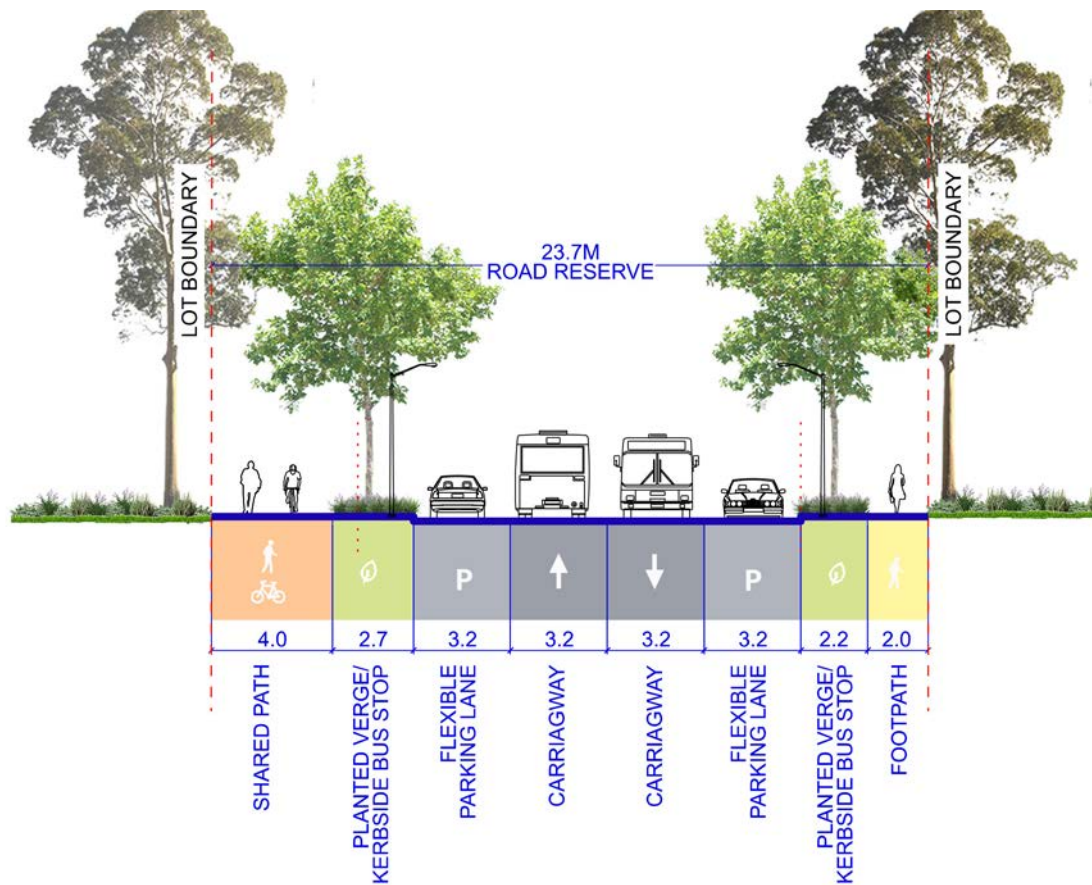 LOT BOUNDARY
23.7M
ROAD RESERVE
LOT BOUNDARY
P
P
4.0
2.7
3.2
3.2
3.2
3.2
2.2
2.0
SHARED PATH
PLANTED VERGE/
KERBSIDE BUS STOP
FLEXIBLE
PARKING LANE
CARRIAGWAY
CARRIAGWAY
FLEXIBLE
PARKING LANE
PLANTED VERGE/
KERBSIDE BUS STOP
FOOTPATH